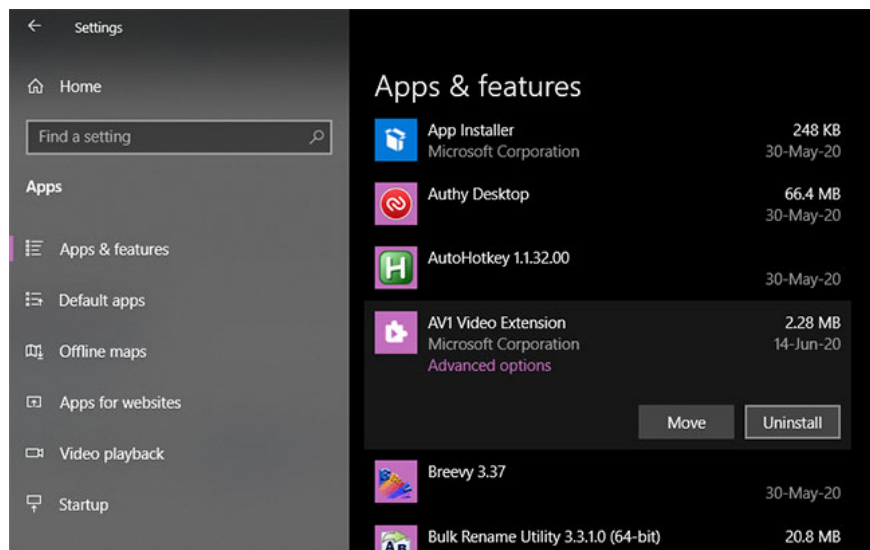 Settings
Home
Find a setting
Apps
Apps & features
Default apps
Offline maps
Apps for websites
Video playback
Startup
Apps & features
App Installer 248 KB
Microsoft Corporation 30-May-20
Authy Desktop 66.4 MB
30-May-20
AutoHotkey 1.1.32.00
30-May-20
AV1 Video Extension 2.28 MB
Microsoft Corporation 14-Jun-20
Advanced options
Move Uninstall
Breevy 3.37
30-May-20
Bulk Rename Utility 3.3.1.0 (64-bit) 20.8 MB